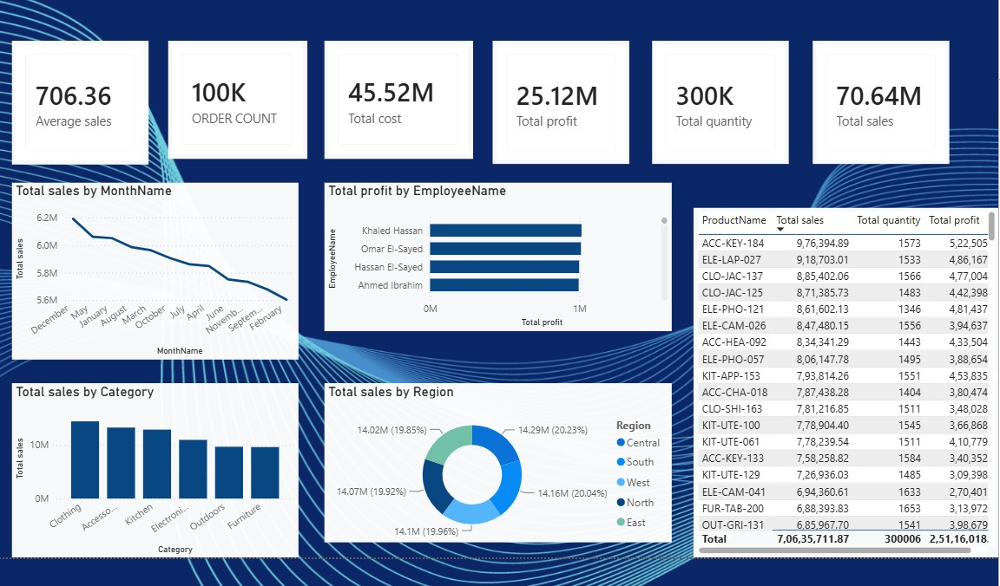 706.36
Average sales
100K
ORDER COUNT
45.52M
Total cost
25.12M
Total profit
300K
Total quantity
70.64M
Total sales
Total sales by MonthName
Total sales
6.2M
6.0M
5.8M
5.6M
December
May
January
August
March
October
July
April
June
Novemb...
Septem...
February
MonthName
Total profit by EmployeeName
EmployeeName
Khaled Hassan
Omar El-Sayed
Hassan El-Sayed
Ahmed Ibrahim
0M 1M
Total profit
Total sales by Category
Total sales
10M
0M
Clothing
Accesso...
Kitchen
Electroni...
Outdoors
Furniture
Category
Total sales by Region
14.02M (19.85%)
14.29M (20.23%)
14.07M (19.92%)
14.16M (20.04%)
14.1M (19.96%)
Region
Central
South
West
North
East
ProductName Total sales Total quantity Total profit
ACC-KEY-184 9,76,394.89 1573 5,22,505
ELE-LAP-027 9,18,703.01 1533 4,86,167
CLO-JAC-137 8,85,402.06 1566 4,77,004
CLO-JAC-125 8,71,385.73 1483 4,42,398
ELE-PHO-121 8,61,602.13 1346 4,81,437
ELE-CAM-026 8,47,480.15 1556 3,94,637
ACC-HEA-092 8,34,341.29 1443 4,33,504
ELE-PHO-057 8,06,147.78 1495 3,88,654
KIT-APP-153 7,93,814.26 1551 4,53,835
ACC-CHA-018 7,87,438.28 1404 3,80,474
CLO-SHI-163 7,81,216.85 1511 3,48,028
KIT-UTE-100 7,78,904.40 1545 3,66,868
KIT-UTE-061 7,78,239.54 1511 4,10,779
ACC-KEY-133 7,58,258.82 1584 3,40,352
KIT-UTE-129 7,26,936.03 1485 3,09,398
ELE-CAM-041 6,94,360.61 1633 2,70,401
FUR-TAB-200 6,88,393.83 1653 3,13,972
OUT-GRI-131 6,85,967.70 1541 3,98,679
Total 7,06,35,711.87 300006 2,51,16,018.